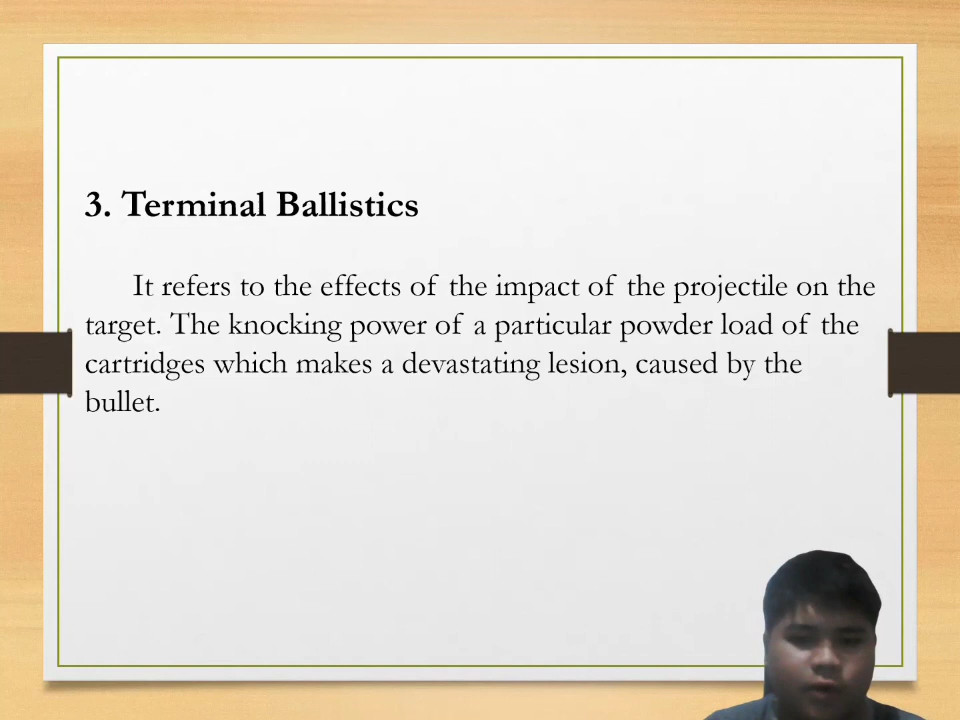 3. Terminal Ballistics
It refers to the effects of the impact of the projectile on the
target. The knocking power of a particular powder load of the
cartridges which makes a devastating lesion, caused by the
bullet.